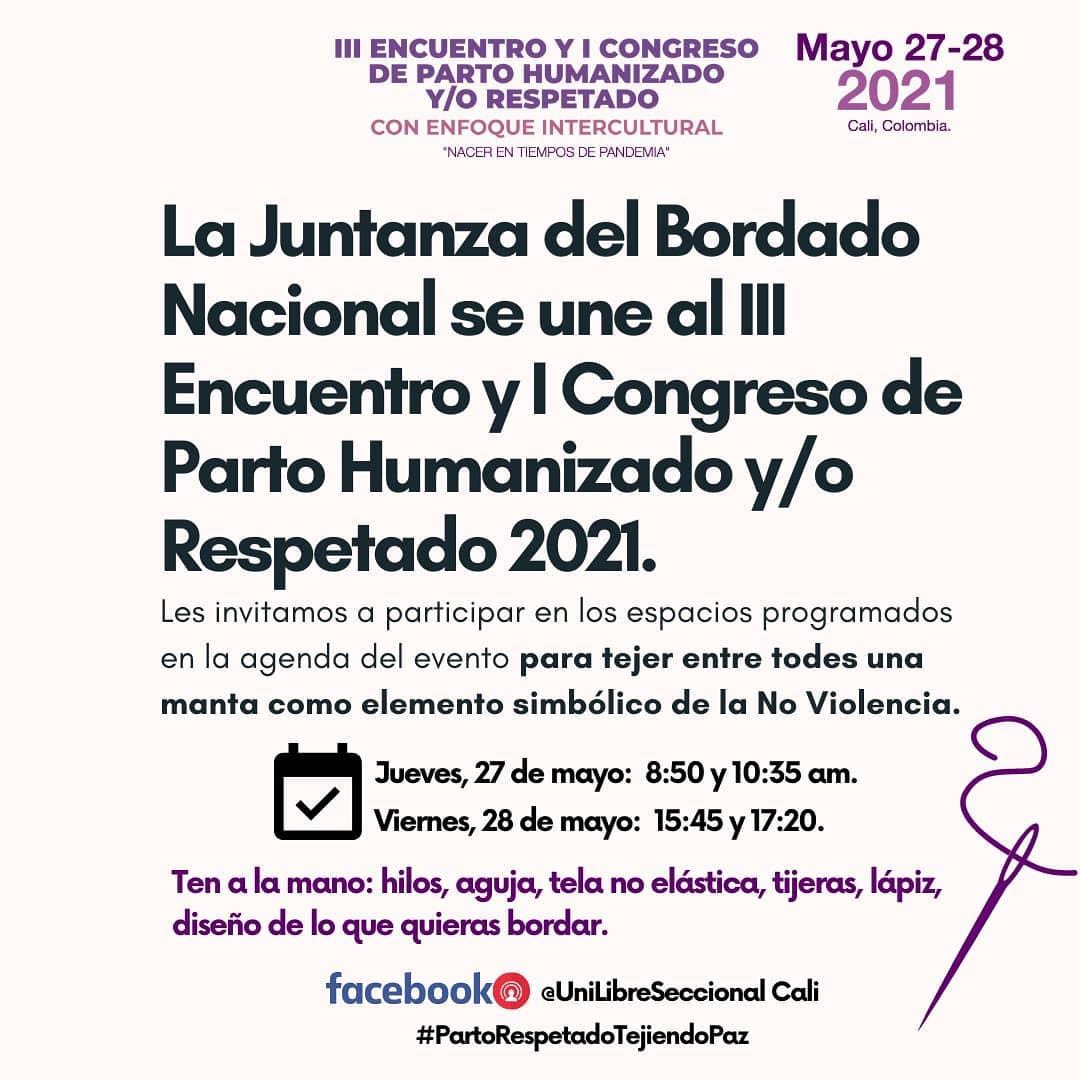 III ENCUENTRO Y I CONGRESO
DE PARTO HUMANIZADO
Y/O RESPETADO
CON ENFOQUE INTERCULTURAL
"NACER EN TIEMPOS DE PANDEMIA"
Mayo 27-28
2021
Cali, Colombia.
La Juntanza del Bordado
Nacional se une al III
Encuentro y I Congreso de
Parto Humanizado y/o
Respetado 2021.
Les invitamos a participar en los espacios programados
en la agenda del evento para tejer entre todes una
manta como elemento simbólico de la No Violencia.
Jueves, 27 de mayo: 8:50 y 10:35 am.
Viernes, 28 de mayo: 15:45 y 17:20.
Ten a la mano: hilos, aguja, tela no elástica, tijeras, lápiz,
diseño de lo que quieras bordar.
facebook @UniLibreSeccional Cali
#PartoRespetadoTejiendoPaz